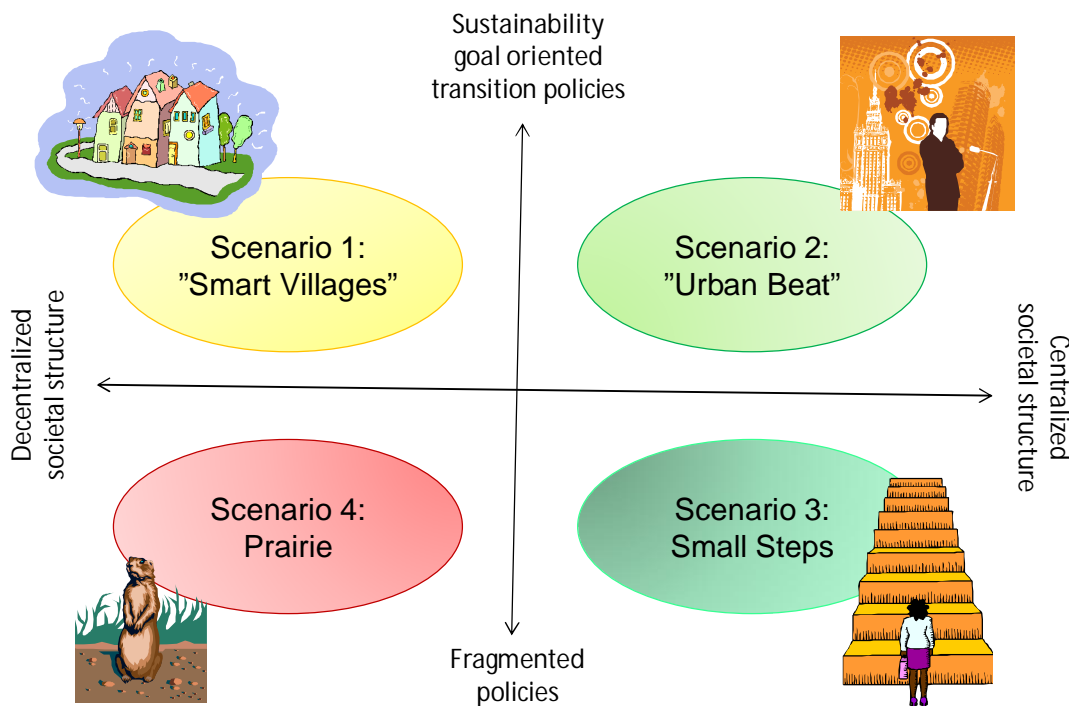 Sustainability
goal oriented
transition policies
Scenario 1:
”Smart Villages”
Scenario 2:
”Urban Beat”
Decentralized
societal structure
Centralized
societal structure
Scenario 4:
Prairie
Scenario 3:
Small Steps
Fragmented
policies